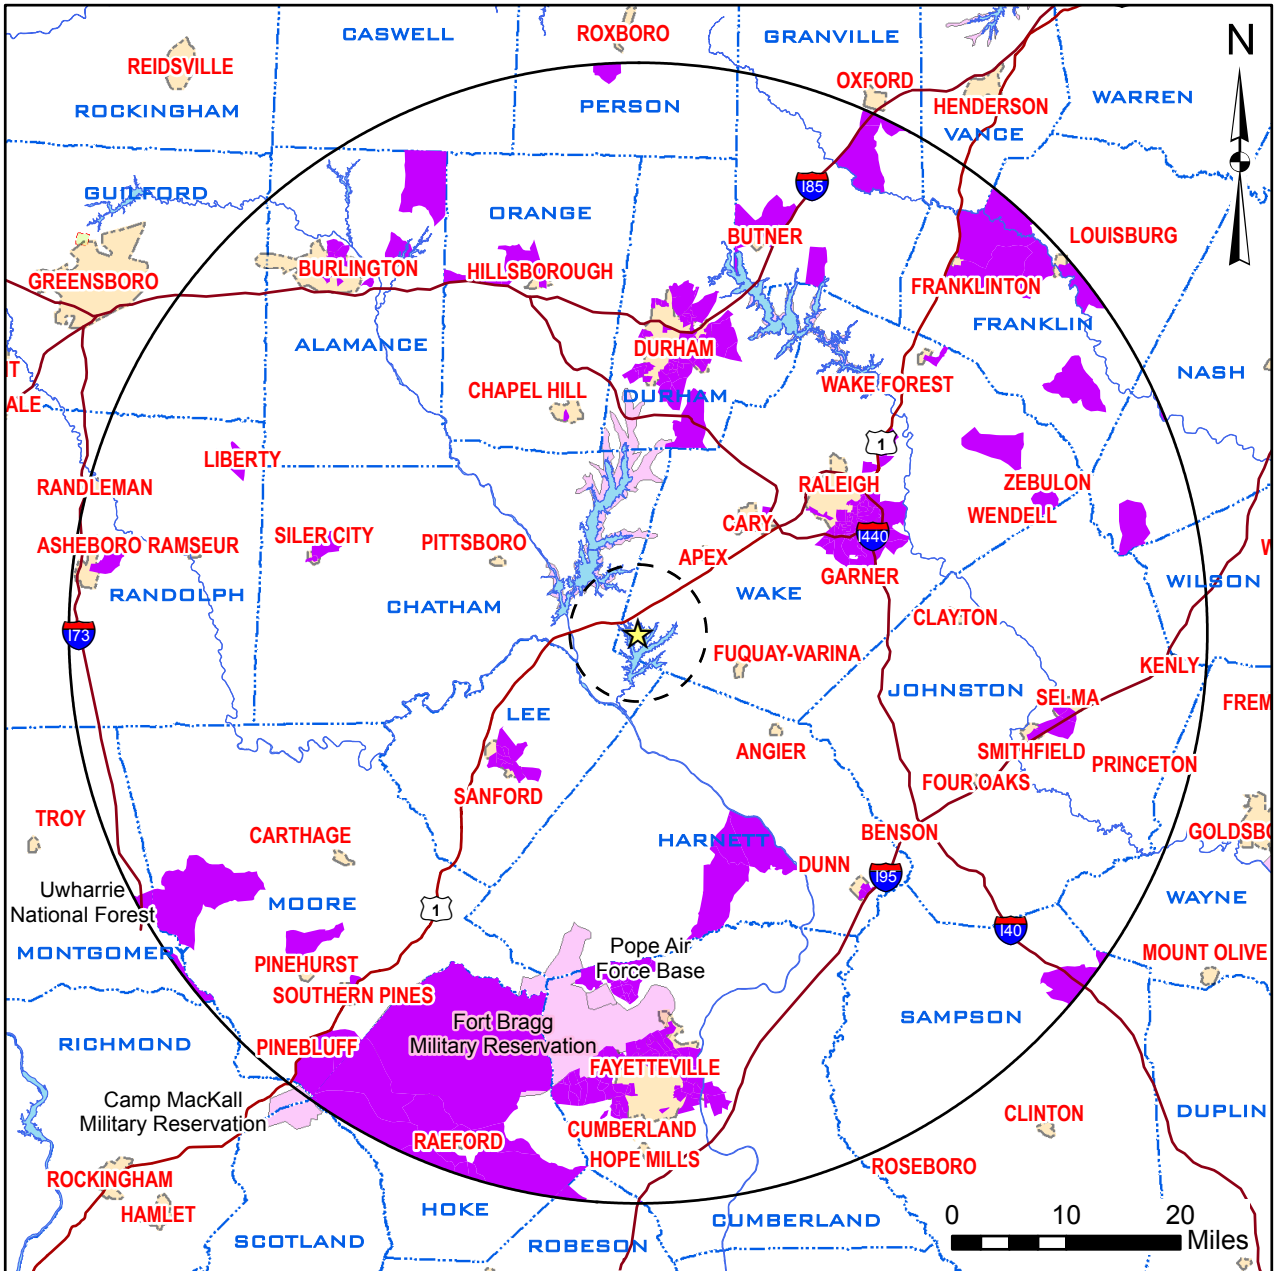 CASWELL
ROXBORO
GRANVILLE
N
REIDSVILLE
OXFORD
ROCKINGHAM
PERSON
HENDERSON
WARREN
VANCE
GUILFORD
I85
ORANGE
BUTNER
LOUISBURG
GREENSBORO
BURLINGTON
HILLSBOROUGH
FRANKLINTON
FRANKLIN
ALAMANCE
DURHAM
T
NASH
CHAPEL HILL
WAKE FOREST
DURHAM
ALE
1
LIBERTY
RANDLEMAN
RALEIGH
ZEBULON
CARY
WENDELL
SILER CITY
PITTSBORO
I440
ASHEBORO RAMSEUR
APEX
W
GARNER
WILSON
RANDOLPH
CHATHAM
WAKE
CLAYTON
I73
FUQUAY-VARINA
KENLY
JOHNSTON
SELMA
FREM
LEE
ANGIER
SMITHFIELD
PRINCETON
FOUR OAKS
SANFORD
TROY
CARTHAGE
HARNETT
BENSON
GOLDSBO
DUNN
I95
Uwharrie
National Forest
MOORE
1
WAYNE
I40
MONTGOMERY
Pope Air
Force Base
MOUNT OLIVE
PINEHURST
SOUTHERN PINES
SAMPSON
Fort Bragg
Military Reservation
RICHMOND
PINEBLUFF
FAYETTEVILLE
Camp MacKall
Military Reservation
CLINTON
DUPLIN
RAEFORD
CUMBERLAND
HOPE MILLS
ROSEBORO
ROCKINGHAM
HAMLET
HOKE
CUMBERLAND
0 10 20
Miles
SCOTLAND
ROBESON